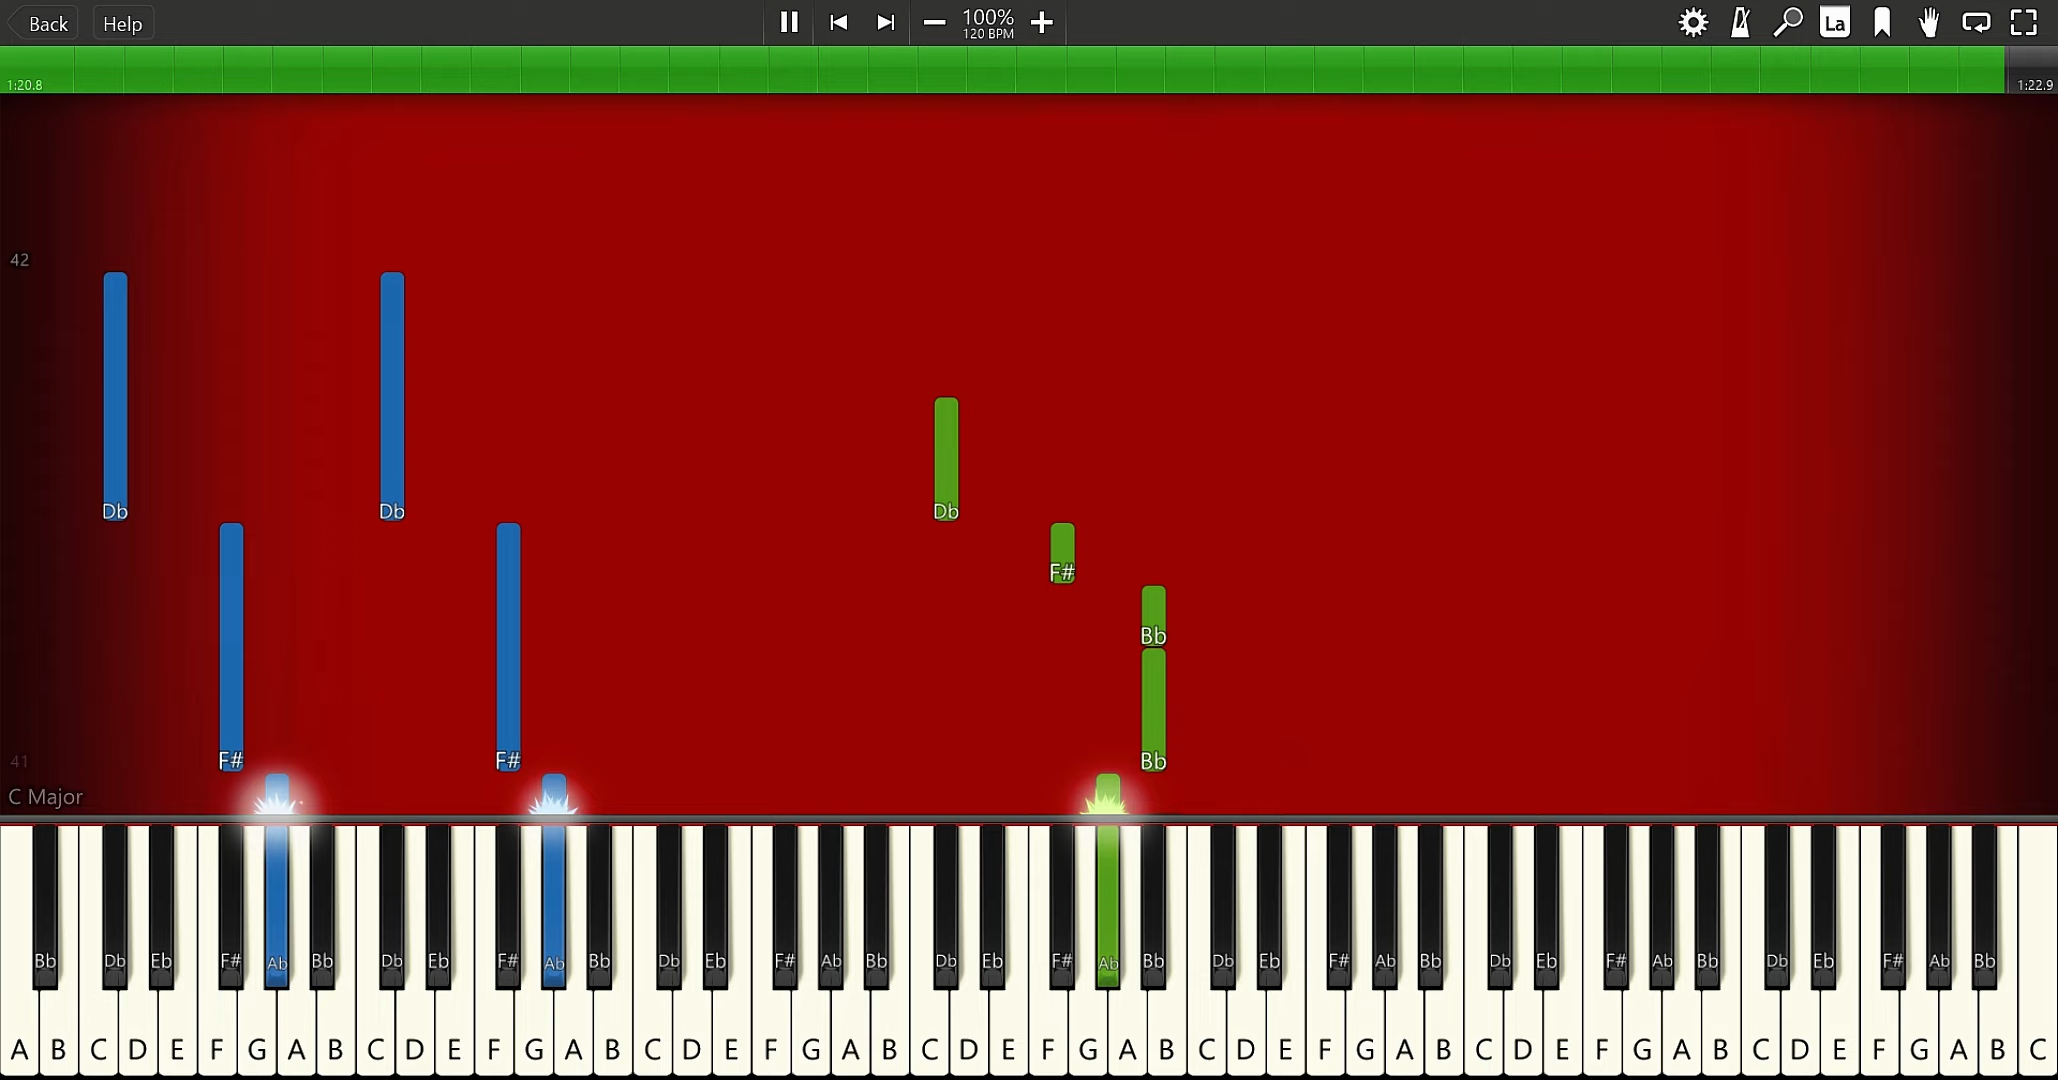 Back Help 100% La
120 BPM
1:20.8 1:22.9
42
Db Db Db
F#
Bb
F# F# Bb
41
C Major
Bb Db Eb F# Ab Bb Db Eb F# Ab Bb Db Eb F# Ab Bb Db Eb F# Ab Bb Db Eb F# Ab Bb Db Eb F# Ab Bb Db Eb F# Ab Bb
A B C D E F G A B C D E F G A B C D E F G A B C D E F G A B C D E F G A B C D E F G A B C D E F G A B C